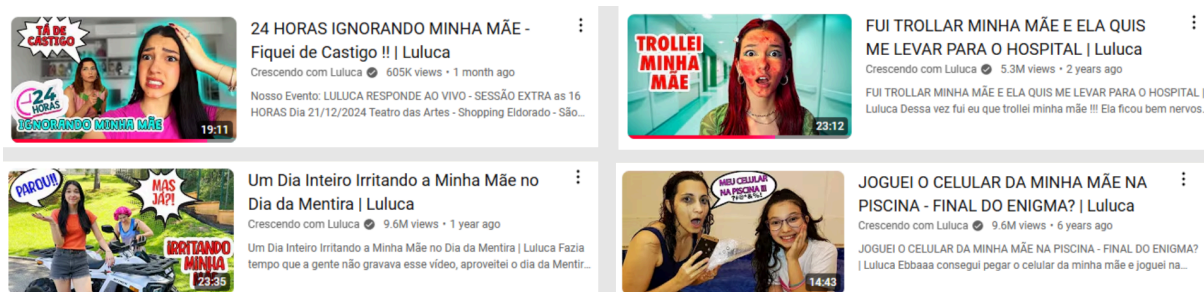 TÁ DE
CASTIGO
24
HORAS
IGNORANDO MINHA MÃE
19:11
24 HORAS IGNORANDO MINHA MÃE -
Fiquei de Castigo !! | Luluca
Crescendo com Luluca 605K views • 1 month ago
Nosso Evento: LULUCA RESPONDE AO VIVO - SESSÃO EXTRA as 16
HORAS Dia 21/12/2024 Teatro das Artes - Shopping Eldorado - São...
TROLLEI
MINHA
MÃE
23:12
FUI TROLLAR MINHA MÃE E ELA QUIS
ME LEVAR PARA O HOSPITAL | Luluca
Crescendo com Luluca 5.3M views • 2 years ago
FUI TROLLAR MINHA MÃE E ELA QUIS ME LEVAR PARA O HOSPITAL |
Luluca Dessa vez fui eu que trollei minha mãe !!! Ela ficou bem nervos
PAROU!!
MAS
JÁ?!
IRRITANDO
MINHA
23:35
Um Dia Inteiro Irritando a Minha Mãe no
Dia da Mentira | Luluca
Crescendo com Luluca 9.6M views • 1 year ago
Um Dia Inteiro Irritando a Minha Mãe no Dia da Mentira | Luluca Fazia
tempo que a gente não gravava esse vídeo, aproveitei o dia da Mentir...
MEU CELULAR
NA PISCINA !!!
14:43
JOGUEI O CELULAR DA MINHA MÃE NA
PISCINA - FINAL DO ENIGMA? | Luluca
Crescendo com Luluca 9.6M views • 6 years ago
JOGUEI O CELULAR DA MINHA MÃE NA PISCINA - FINAL DO ENIGMA?
| Luluca Ebbaaa consegui pegar o celular da minha mãe e joguei na...